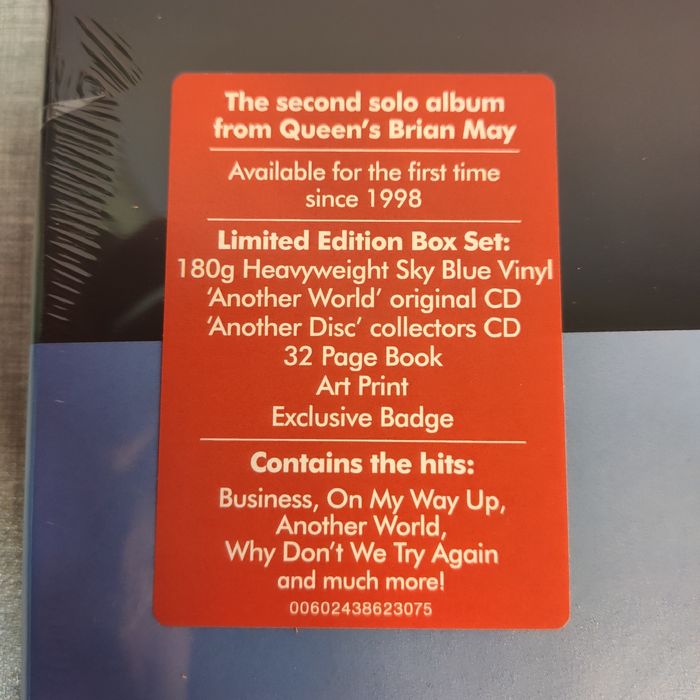 The second solo album
from Queen's Brian May
Available for the first time
since 1998
Limited Edition Box Set:
180g Heavyweight Sky Blue Vinyl
'Another World' original CD
'Another Disc' collectors CD
32 Page Book
Art Print
Exclusive Badge
Contains the hits:
Business, On My Way Up,
Another World,
Why Don't We Try Again
and much more!
00602438623075